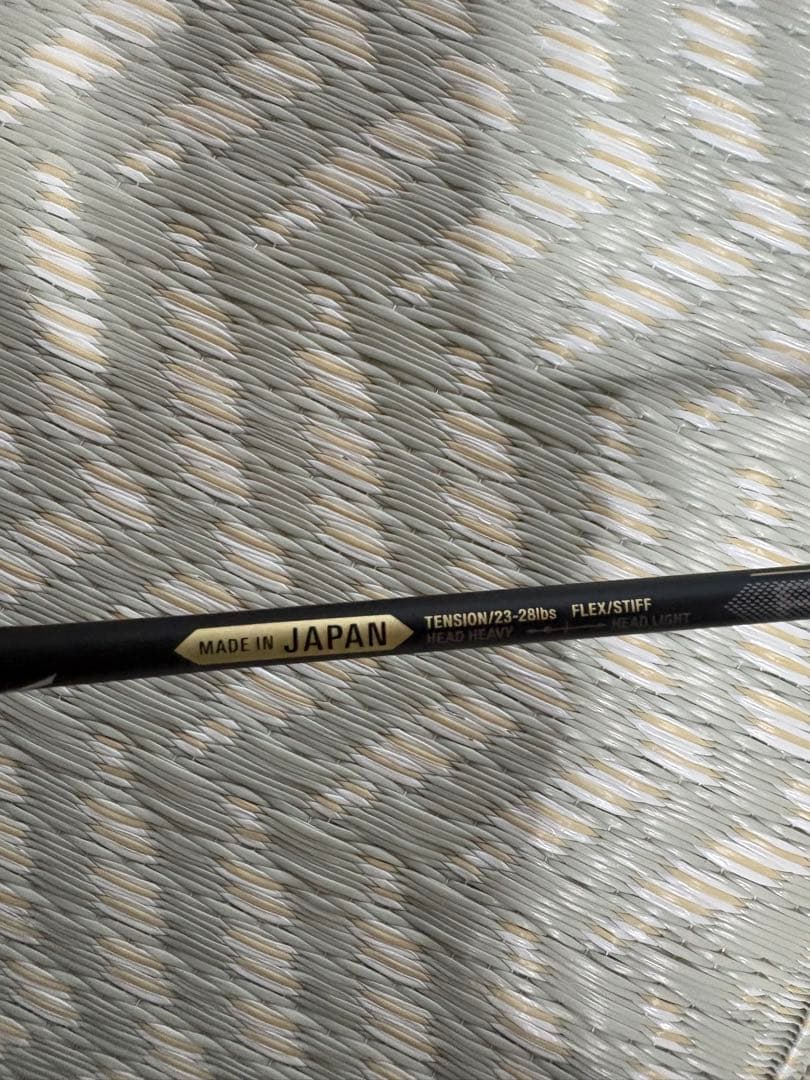 MADE IN JAPAN
TENSION/23-28lbs FLEX/STIFF
HEAD HEAVY HEAD LIGHT